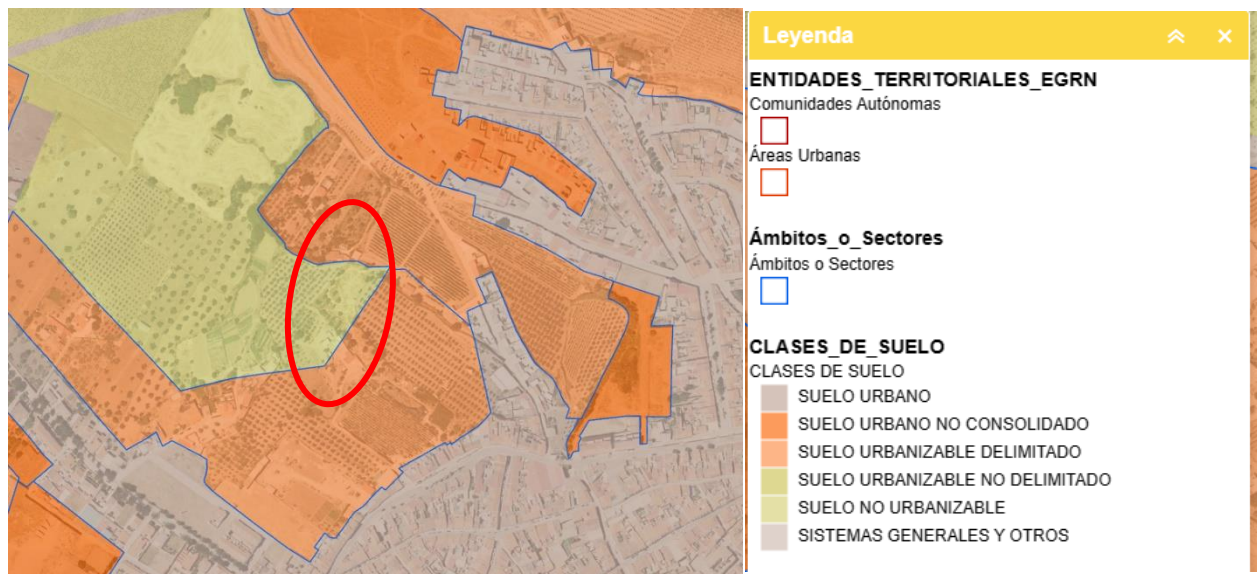 Leyenda
ENTIDADES_TERRITORIALES_EGRN
Comunidades Autónomas
Áreas Urbanas
Ámbitos_o_Sectores
Ámbitos o Sectores
CLASES_DE_SUELO
CLASES DE SUELO
SUELO URBANO
SUELO URBANO NO CONSOLIDADO
SUELO URBANIZABLE DELIMITADO
SUELO URBANIZABLE NO DELIMITADO
SUELO NO URBANIZABLE
SISTEMAS GENERALES Y OTROS